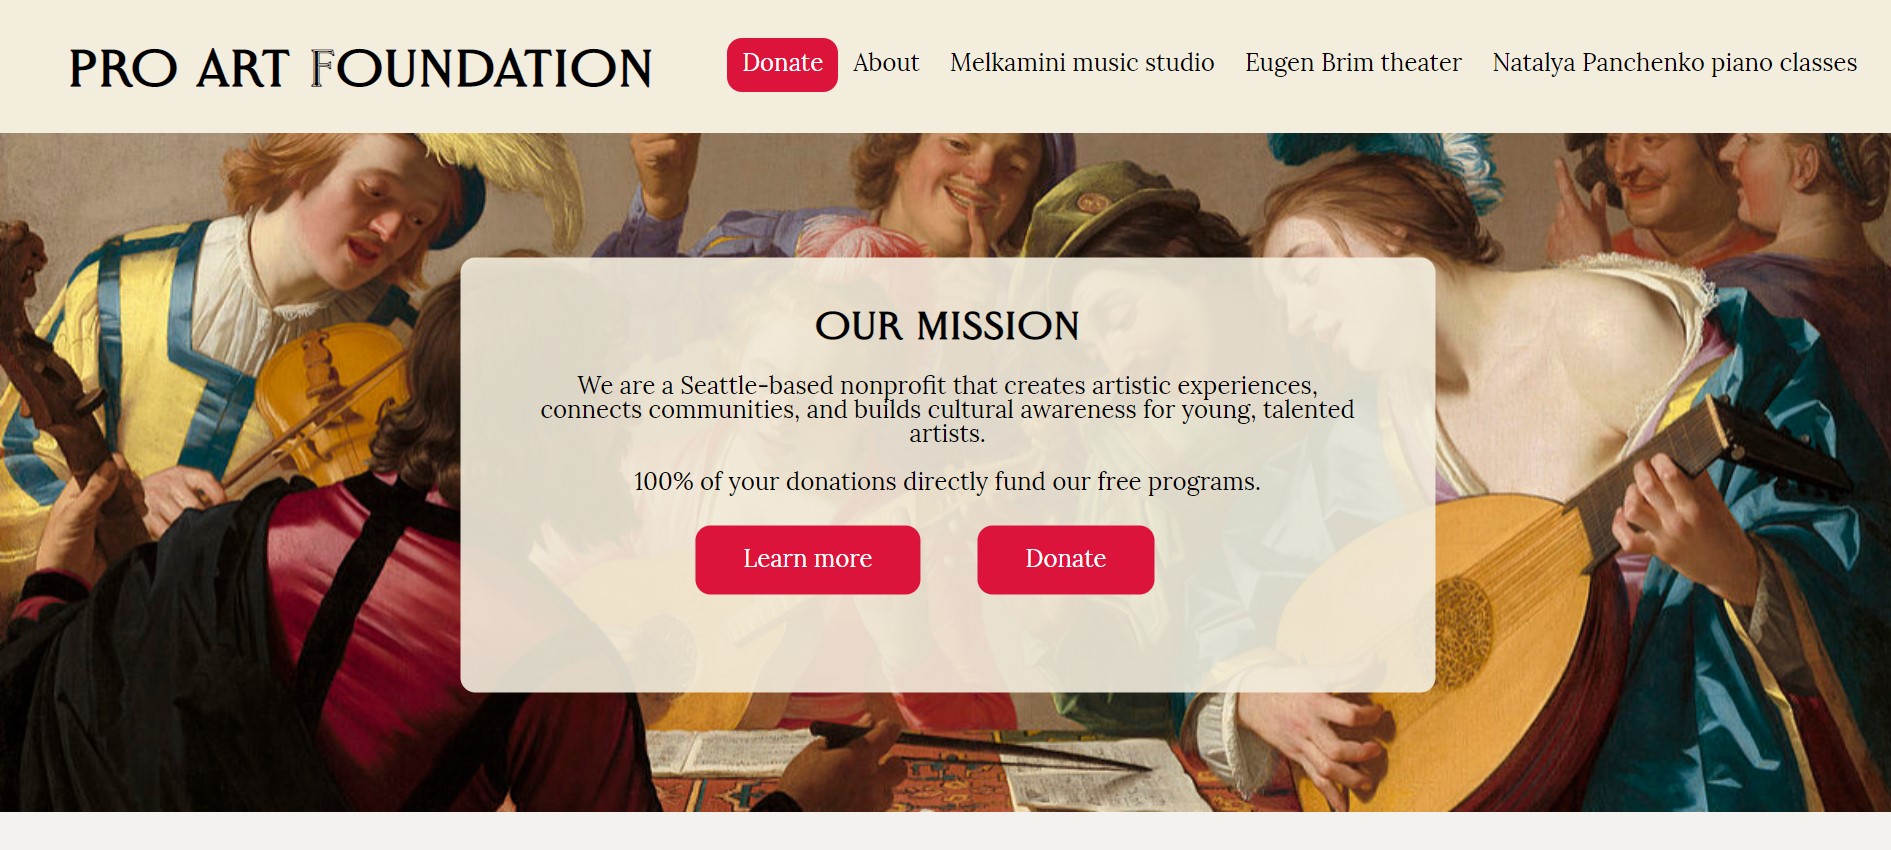 PRO ART FOUNDATION
Donate
About
Melkamini music studio
Eugen Brim theater
Natalya Panchenko piano classes
OUR MISSION
We are a Seattle-based nonprofit that creates artistic experiences,
connects communities, and builds cultural awareness for young, talented
artists.
100% of your donations directly fund our free programs.
Learn more
Donate